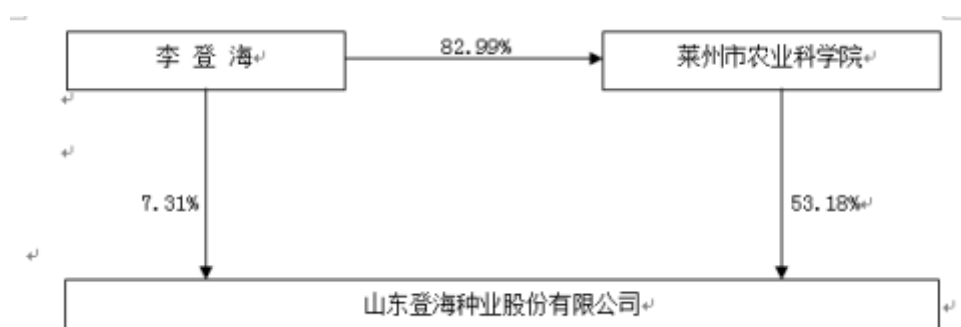 82.99%
李 登 海
莱州市农业科学院
7.31%
53.18%
山东登海种业股份有限公司